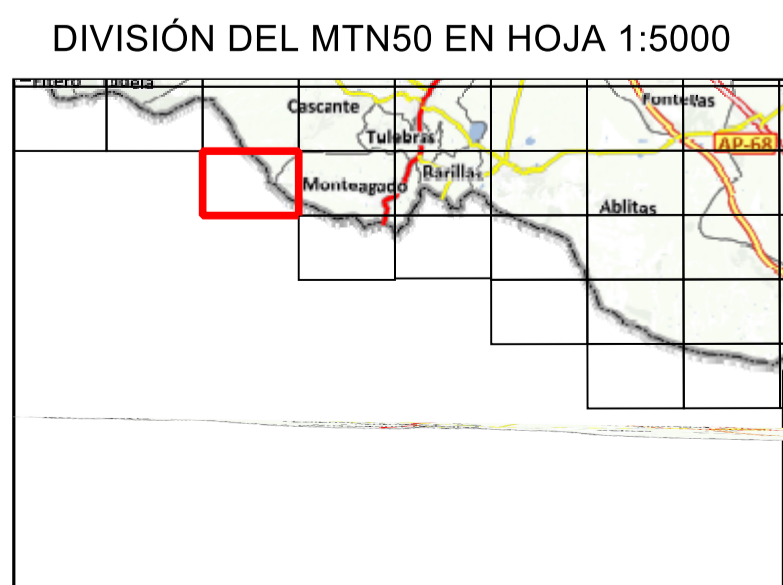 DIVISIÓN DEL MTN50 EN HOJA 1:5000
Cascante
Fontellas
Tulebras
AP-68
Barillas
Monteagudo
Ablitas